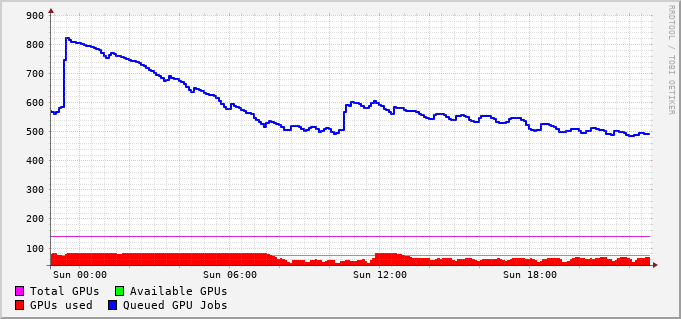 900
800
700
600
500
400
300
200
100
Sun 00:00 Sun 06:00 Sun 12:00 Sun 18:00
Total GPUs Available GPUs
GPUs used Queued GPU Jobs
RRDTOOL / TOBI OETIKER